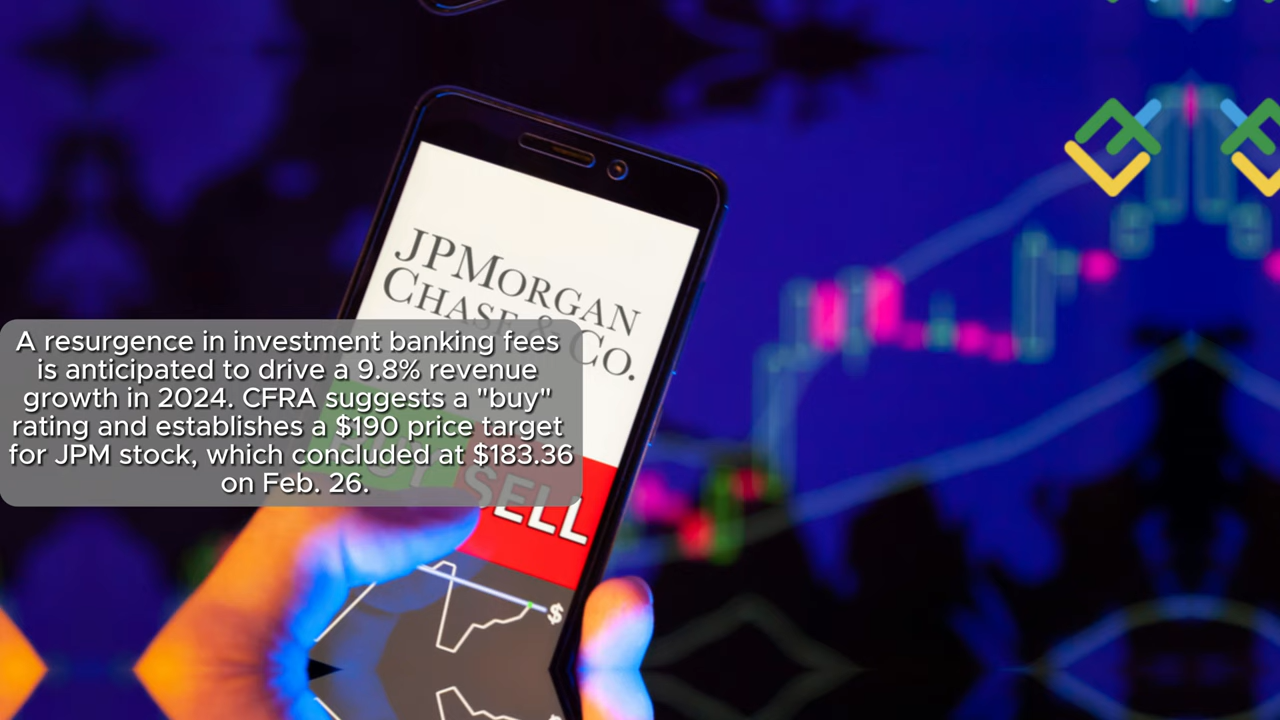 JPMORGAN
CHASE & CO.
A resurgence in investment banking fees
is anticipated to drive a 9.8% revenue
growth in 2024. CFRA suggests a "buy"
rating and establishes a $190 price target
for JPM stock, which concluded at $183.36
on Feb. 26.
BUY
SELL
$
$